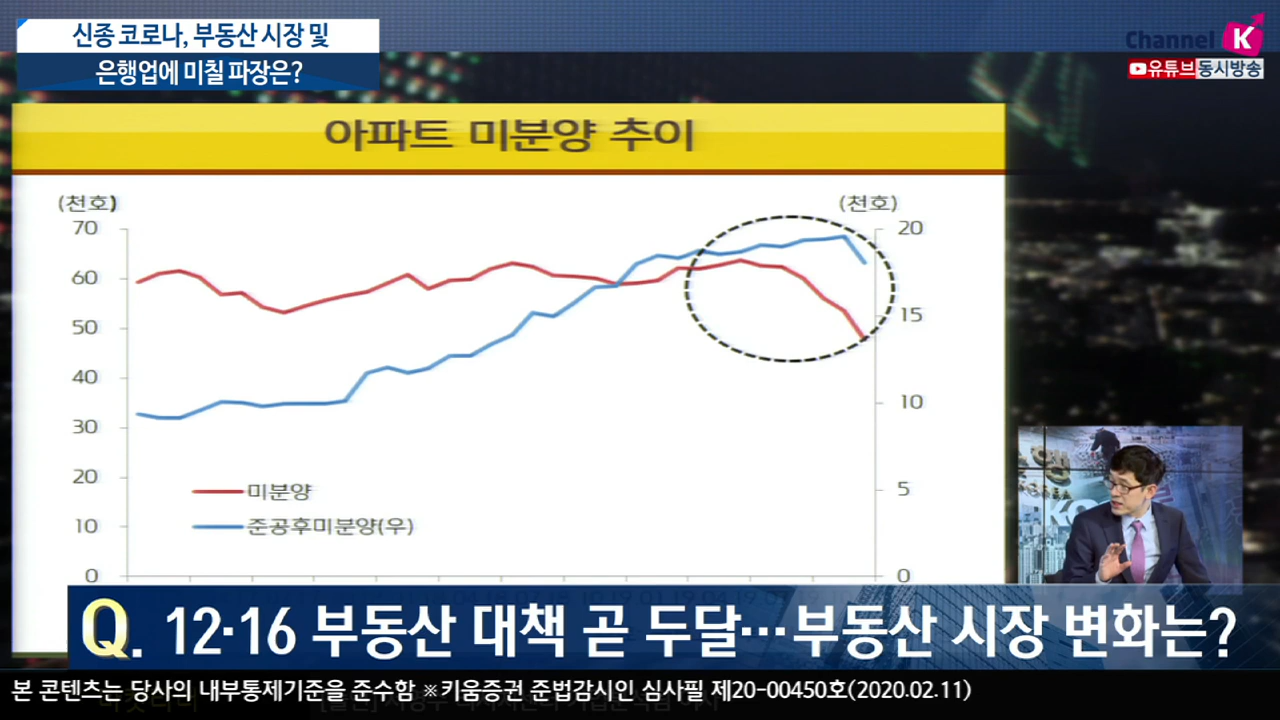 신종 코로나, 부동산 시장 및
은행업에 미칠 파장은?
Channel K
유튜브 동시방송
아파트 미분양 추이
(천호)
(천호)
70
60
50
40
30
20
10
0
20
15
10
5
0
미분양
준공후미분양(우)
Q. 12·16 부동산 대책 곧 두달…부동산 시장 변화는?
본 콘텐츠는 당사의 내부통제기준을 준수함 ※키움증권 준법감시인 심사필 제20-00450호(2020.02.11)